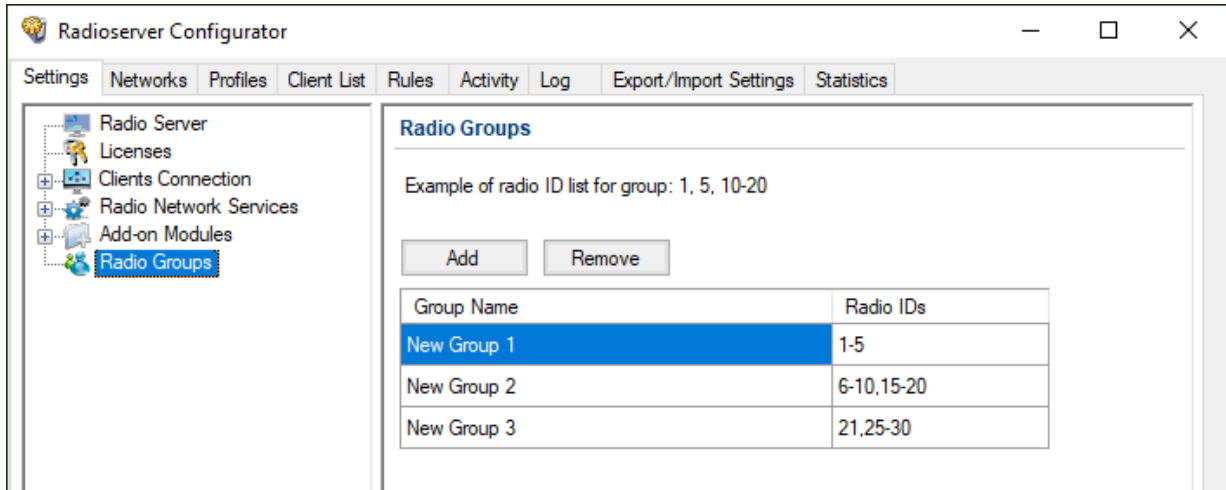 Radioserver Configurator
Settings Networks Profiles Client List Rules Activity Log Export/Import Settings Statistics
Radio Server
Licenses
Clients Connection
Radio Network Services
Add-on Modules
Radio Groups
Radio Groups
Example of radio ID list for group: 1, 5, 10-20
Add Remove
Group Name Radio IDs
New Group 1 1-5
New Group 2 6-10,15-20
New Group 3 21,25-30